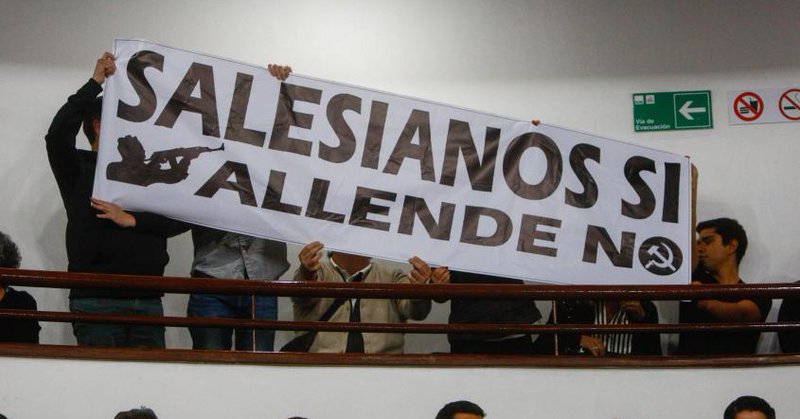 SALESIANOS SI
ALLENDE NO
Vía de
Evacuación